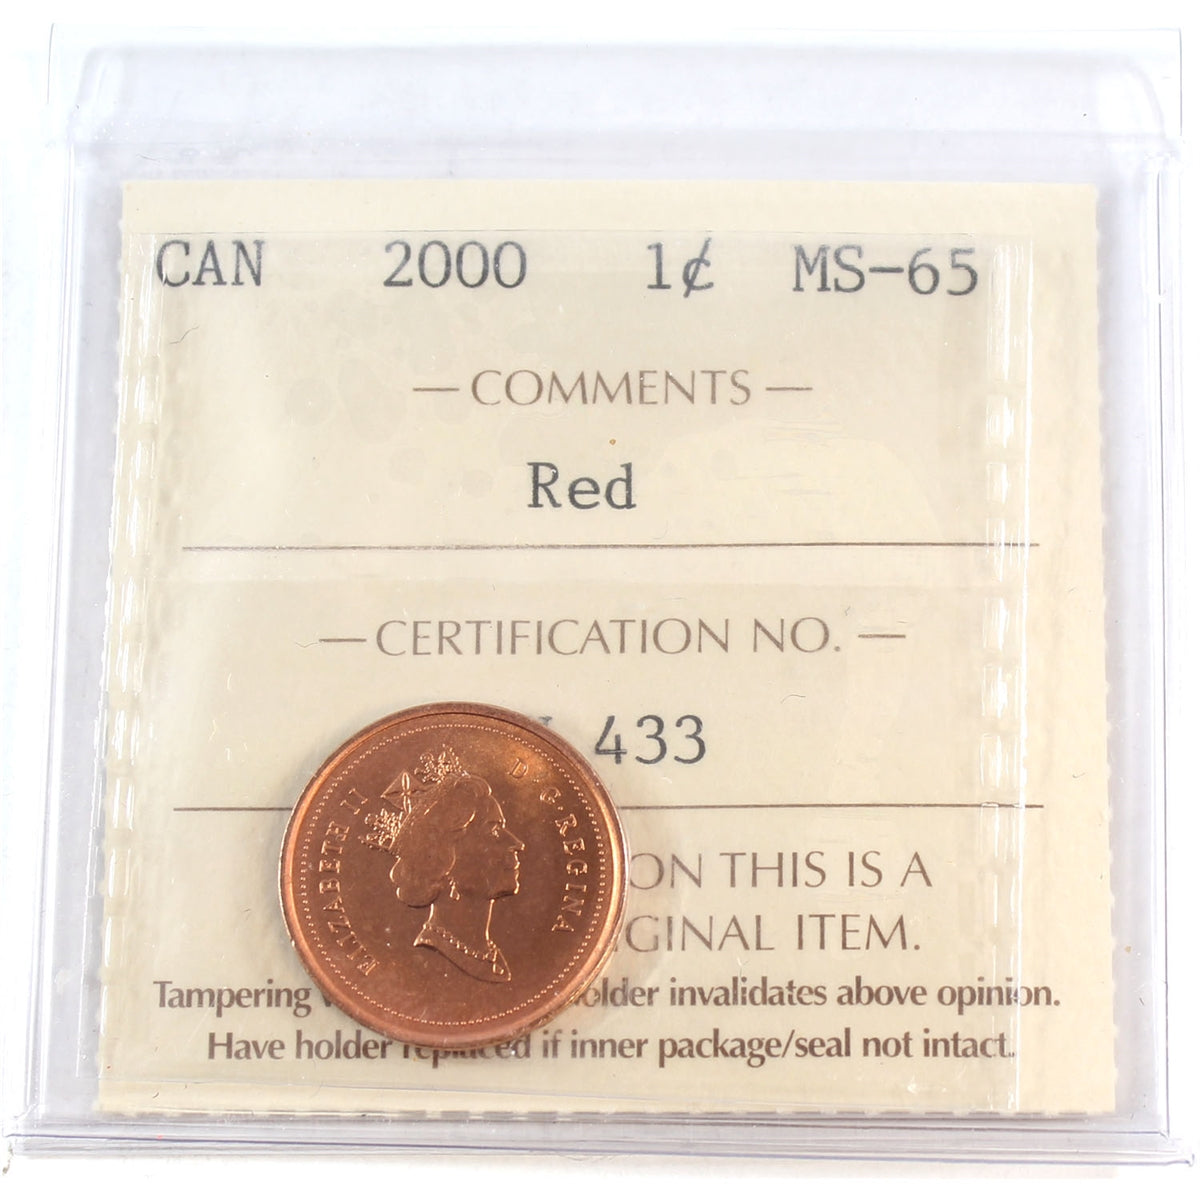 CAN 2000 1¢ MS-65
— COMMENTS —
Red
— CERTIFICATION NO. —
433
ON THIS IS A
GINAL ITEM.
Tampering older invalidates above opinion.
Have holder replaced if inner package/seal not intact.
ELIZABETH II D·G·REGINA